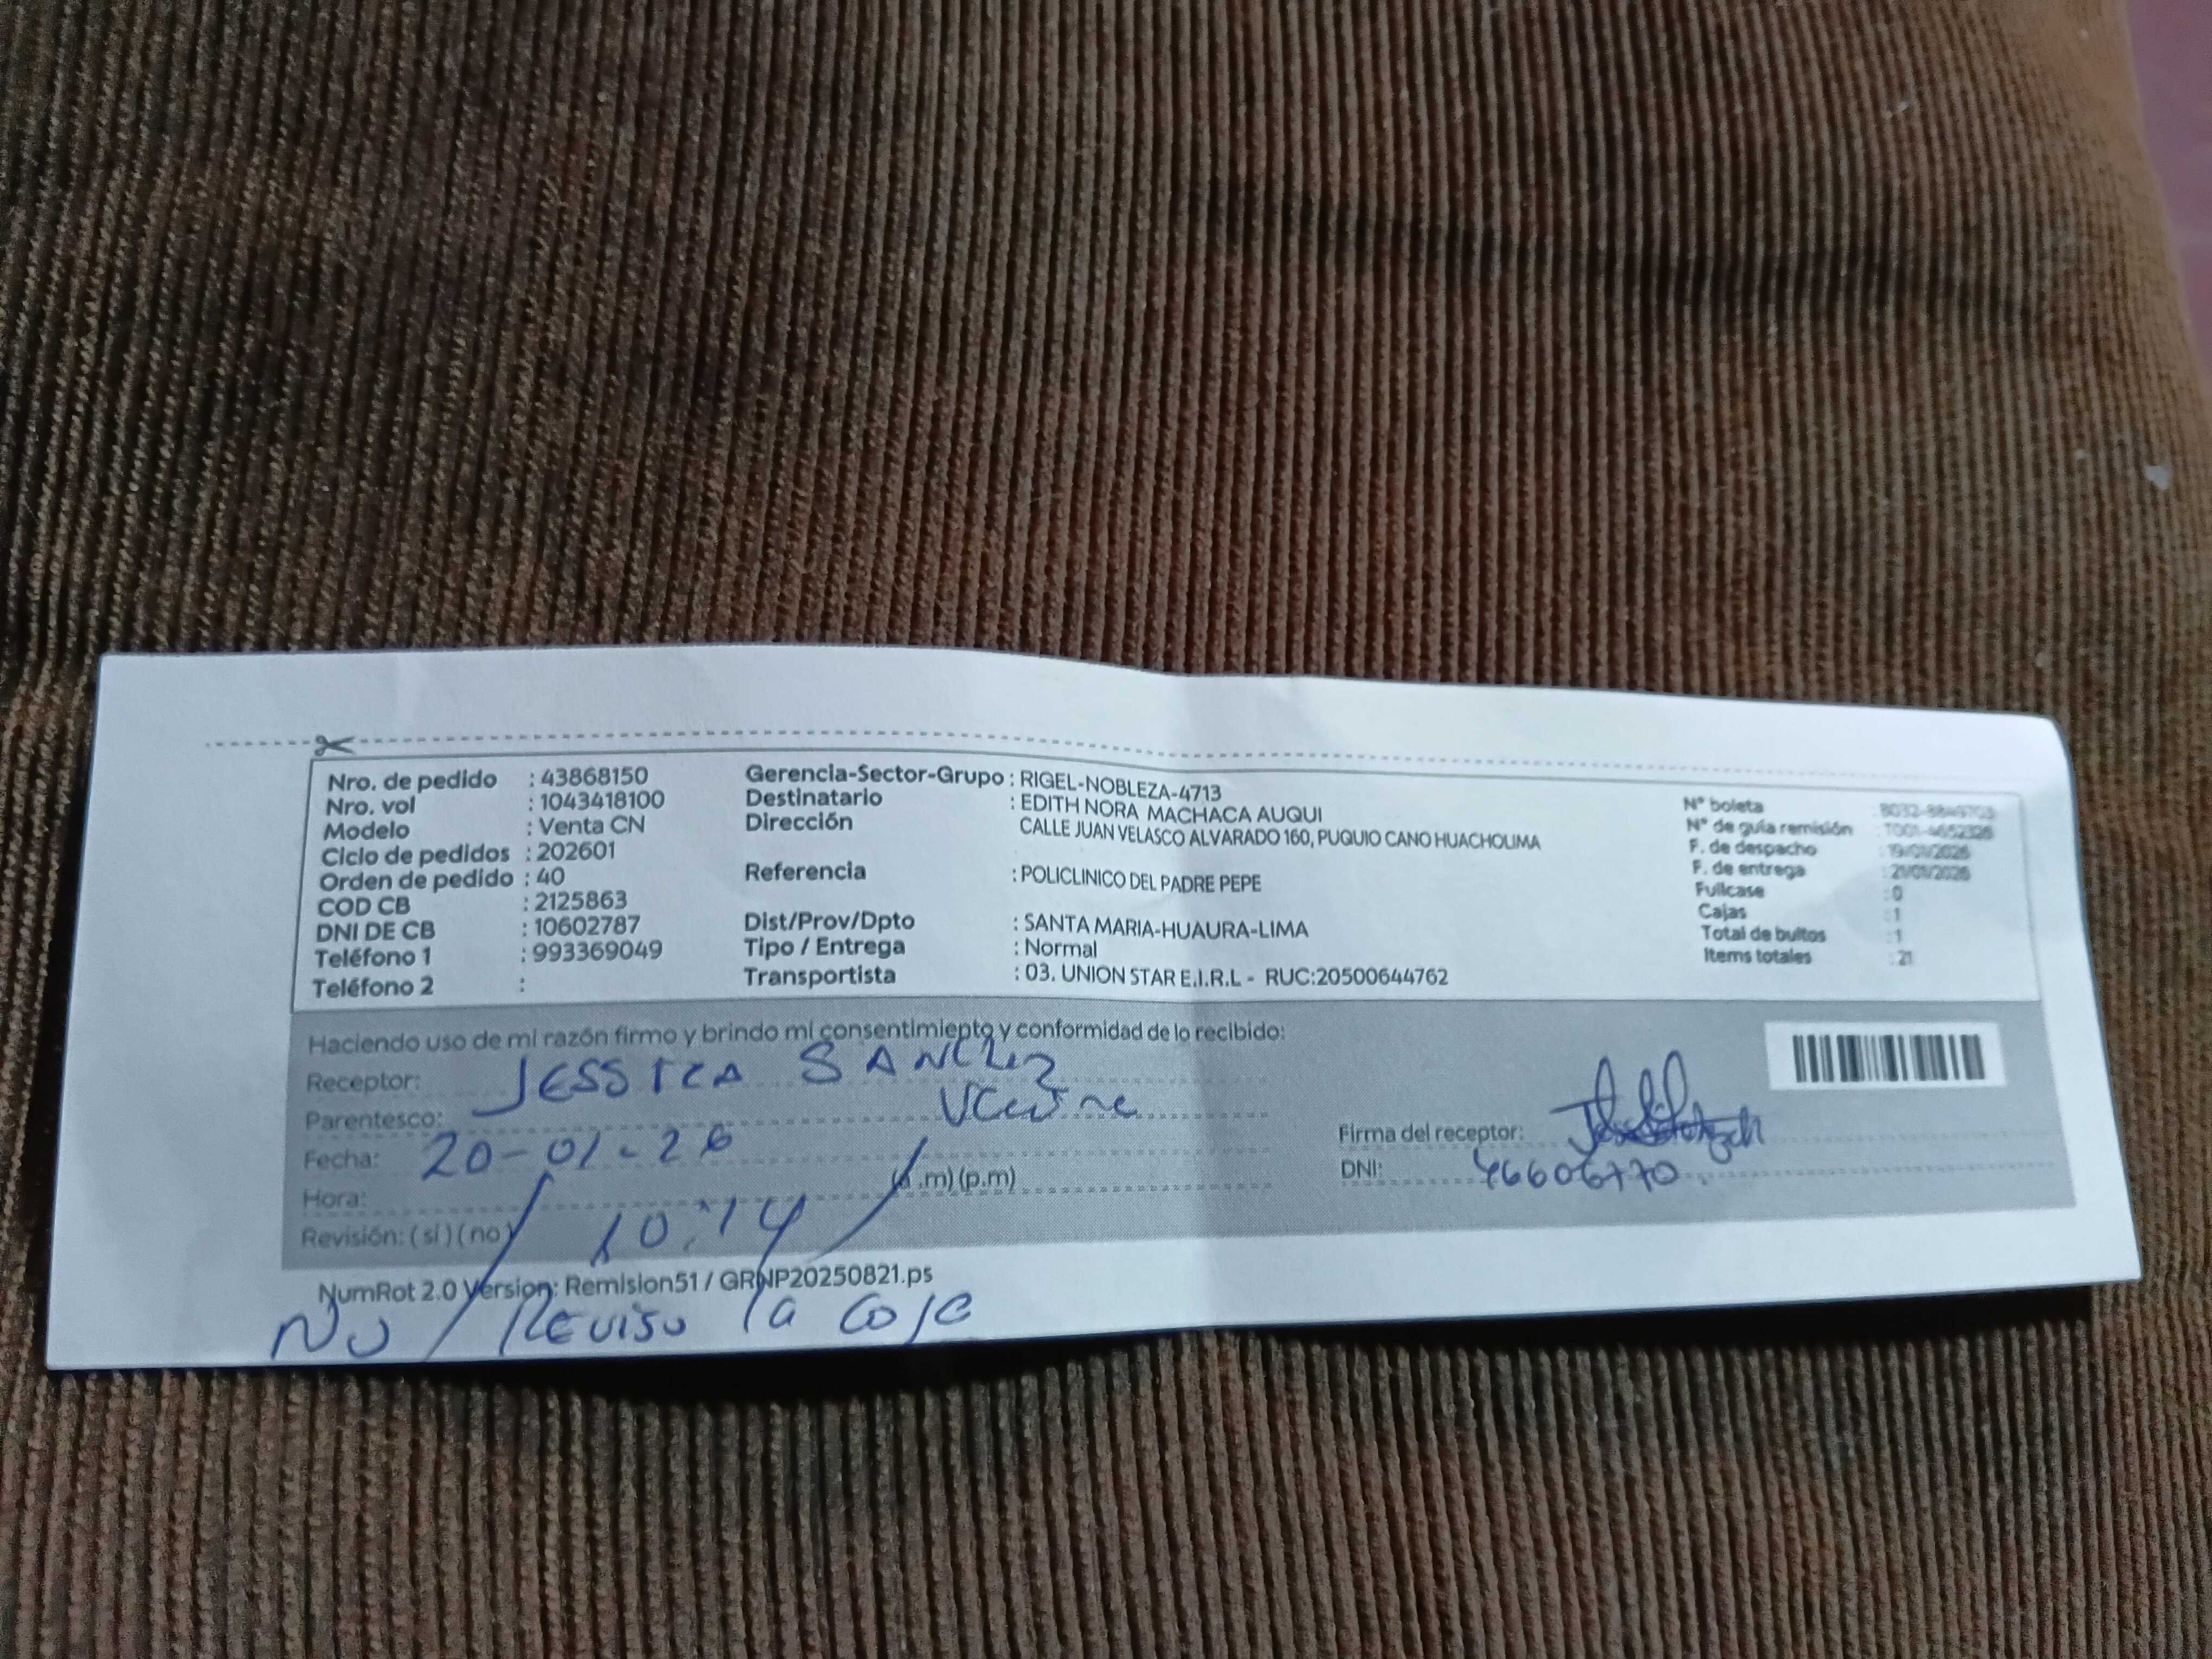 Nro. de pedido : 43868150
Nro. vol : 1043418100
Modelo : Venta CN
Ciclo de pedidos : 202601
Orden de pedido : 40
COD CB : 2125863
DNI DE CB : 10602787
Teléfono 1 : 993369049
Teléfono 2 :
Gerencia-Sector-Grupo : RIGEL-NOBLEZA-4713
Destinatario : EDITH NORA MACHACA AUQUI
Dirección CALLE JUAN VELASCO ALVARADO 160, PUQUIO CANO HUACHOLIMA
Referencia : POLICLINICO DEL PADRE PEPE
Dist/Prov/Dpto : SANTA MARIA-HUAURA-LIMA
Tipo / Entrega : Normal
Transportista : 03. UNION STAR E.I.R.L - RUC:20500644762
N° boleta
N° de guía remisión
F. de despacho : 19/01/2026
F. de entrega : 21/01/2026
Fullcase : 0
Cajas : 1
Total de bultos : 1
Items totales : 21
Haciendo uso de mi razón firmo y brindo mi consentimiento y conformidad de lo recibido:
Receptor: JESSICA SANCHEZ
Parentesco:
Fecha: 20-01-26
Hora: 10:14 (a.m) (p.m)
Revisión: (sí) (no)
Firma del receptor:
DNI: 46606770
NumRot 2.0 Version: Remision51 / GRNP20250821.ps
No Reviso la caja